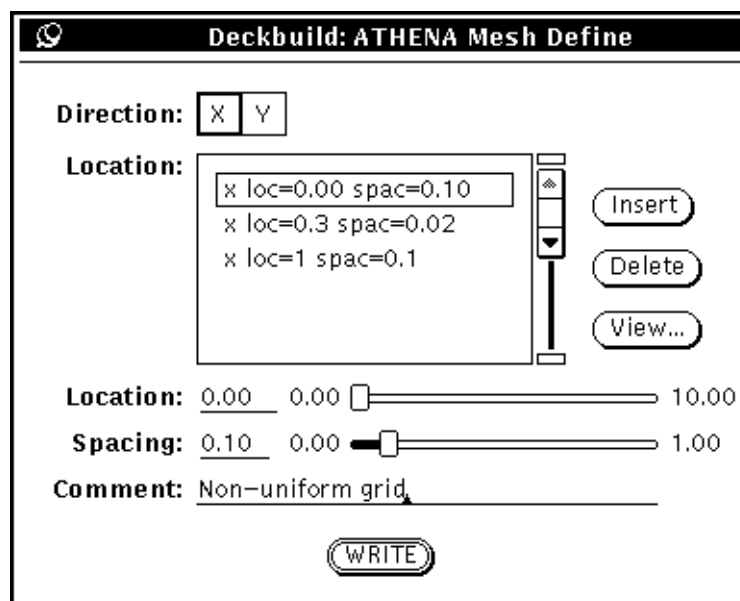 Deckbuild: ATHENA Mesh Define
Direction: X Y
Location:
x loc=0.00 spac=0.10
x loc=0.3 spac=0.02
x loc=1 spac=0.1
Insert
Delete
View...
Location: 0.00 0.00 10.00
Spacing: 0.10 0.00 1.00
Comment: Non-uniform grid
WRITE